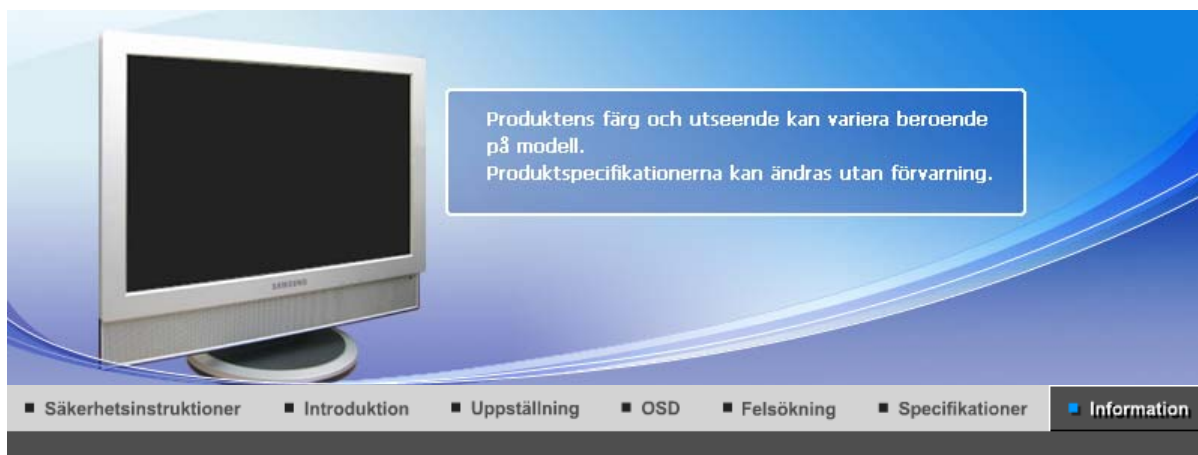 Produktens färg och utseende kan variera beroende
på modell.
Produktspecifikationerna kan ändras utan förvarning.
SAMSUNG
Säkerhetsinstruktioner
Introduktion
Uppställning
OSD
Felsökning
Specifikationer
Information